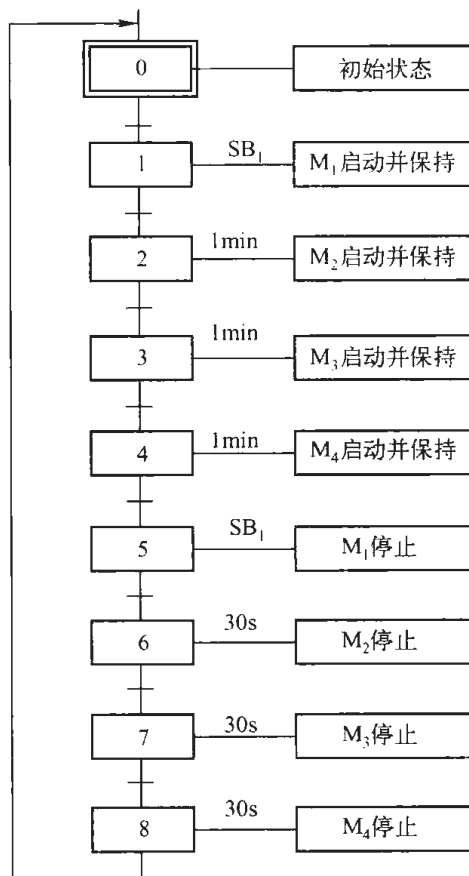 0 初始状态
1 SB₁ M₁启动并保持
2 1min M₂启动并保持
3 1min M₃启动并保持
4 1min M₄启动并保持
5 SB₁ M₁停止
6 30s M₂停止
7 30s M₃停止
8 30s M₄停止